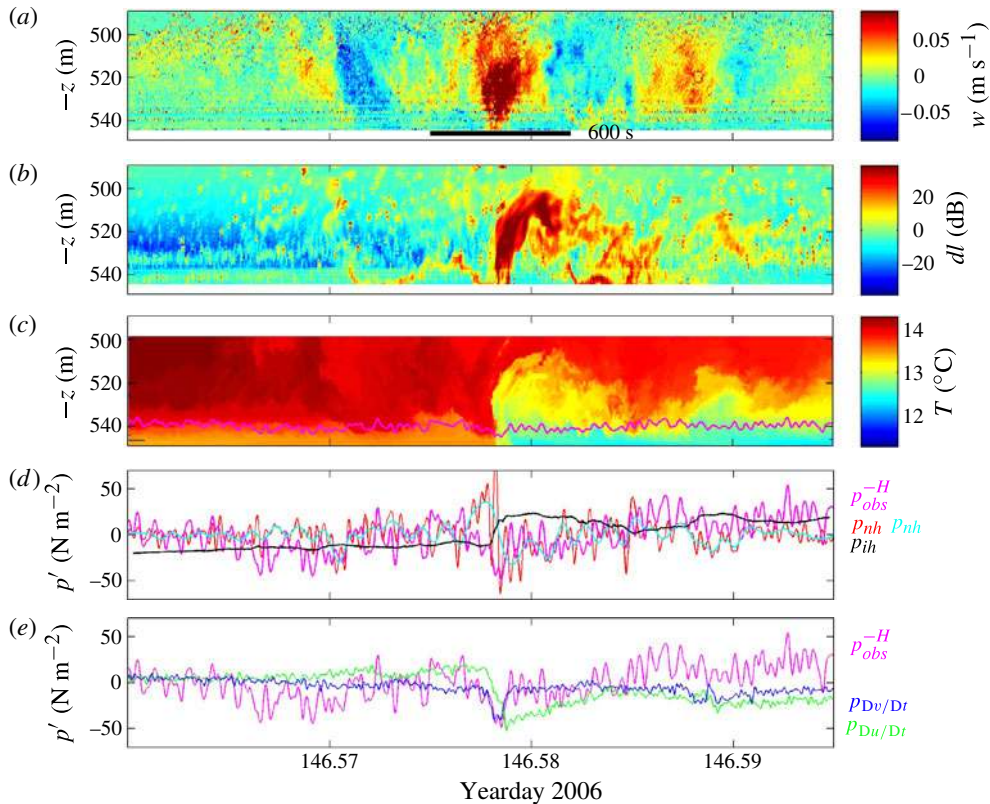 (a)
500
520
540
−z (m)
600 s
0.05
0
−0.05
w (m s−1)
(b)
500
520
540
−z (m)
20
0
−20
dl (dB)
(c)
500
520
540
−z (m)
14
13
12
T (°C)
(d)
50
0
−50
p′ (N m−2)
p−H obs
pnh pnh
pih
(e)
50
0
−50
p′ (N m−2)
p−H obs
pDv/Dt
pDu/Dt
146.57 146.58 146.59
Yearday 2006